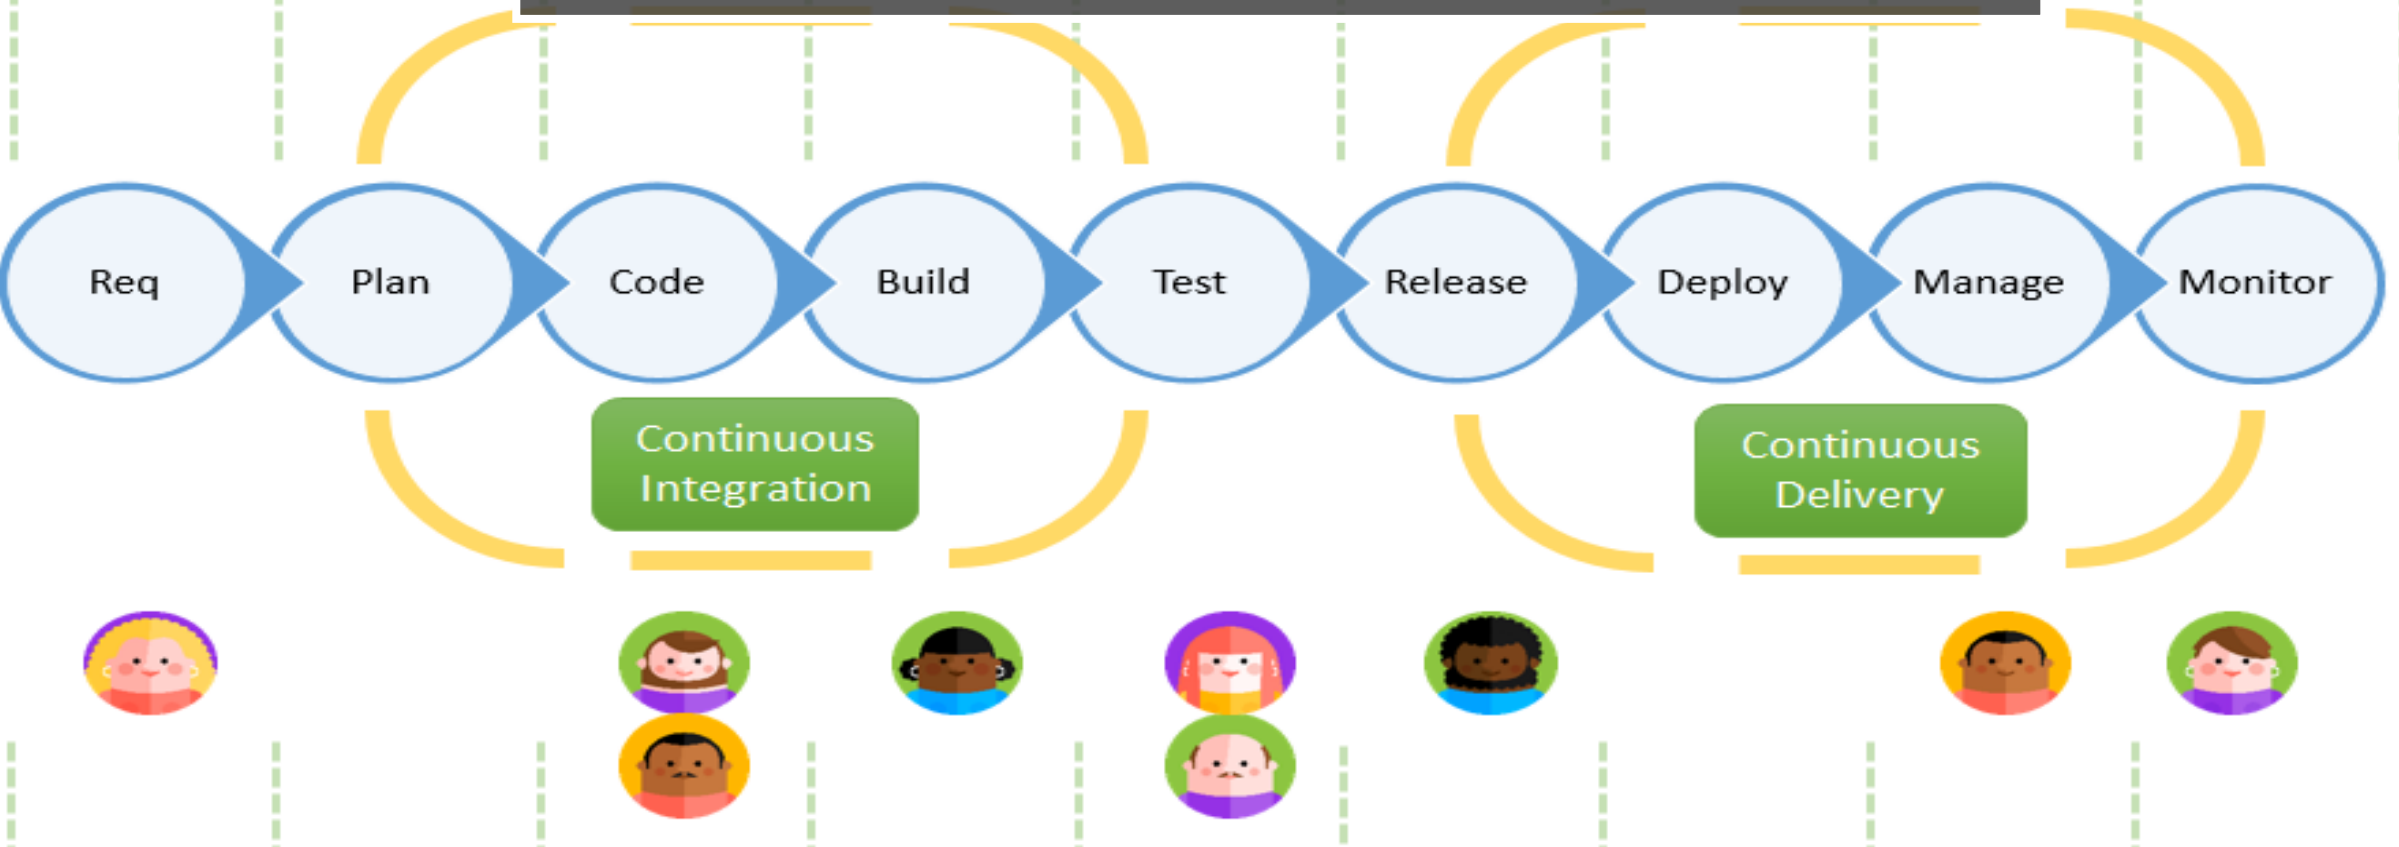 Req
Plan
Code
Build
Test
Release
Deploy
Manage
Monitor
Continuous
Integration
Continuous
Delivery